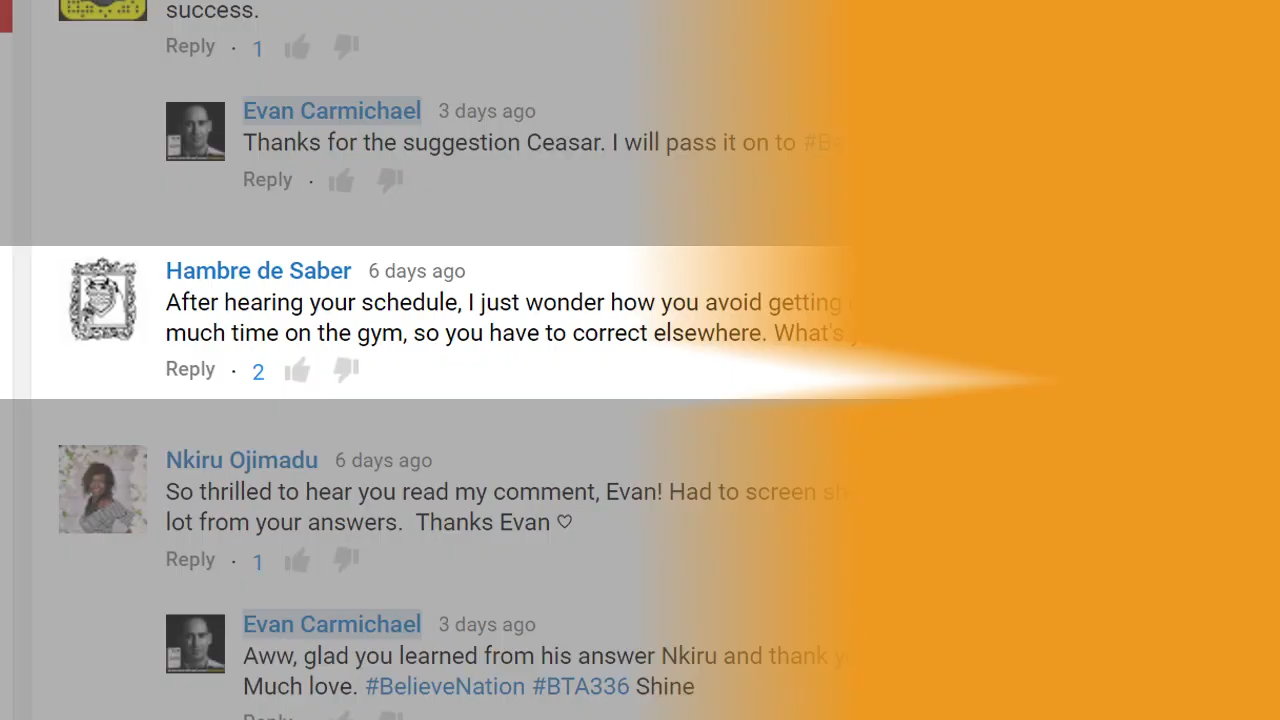 success.
Reply · 1
Evan Carmichael 3 days ago
Thanks for the suggestion Ceasar. I will pass it on to
Reply ·
Hambre de Saber 6 days ago
After hearing your schedule, I just wonder how you avoid getting
much time on the gym, so you have to correct elsewhere. What's
Reply · 2
Nkiru Ojimadu 6 days ago
So thrilled to hear you read my comment, Evan! Had to screen
lot from your answers. Thanks Evan ♡
Reply · 1
Evan Carmichael 3 days ago
Aww, glad you learned from his answer Nkiru and thank
Much love. #BelieveNation #BTA336 Shine
Reply